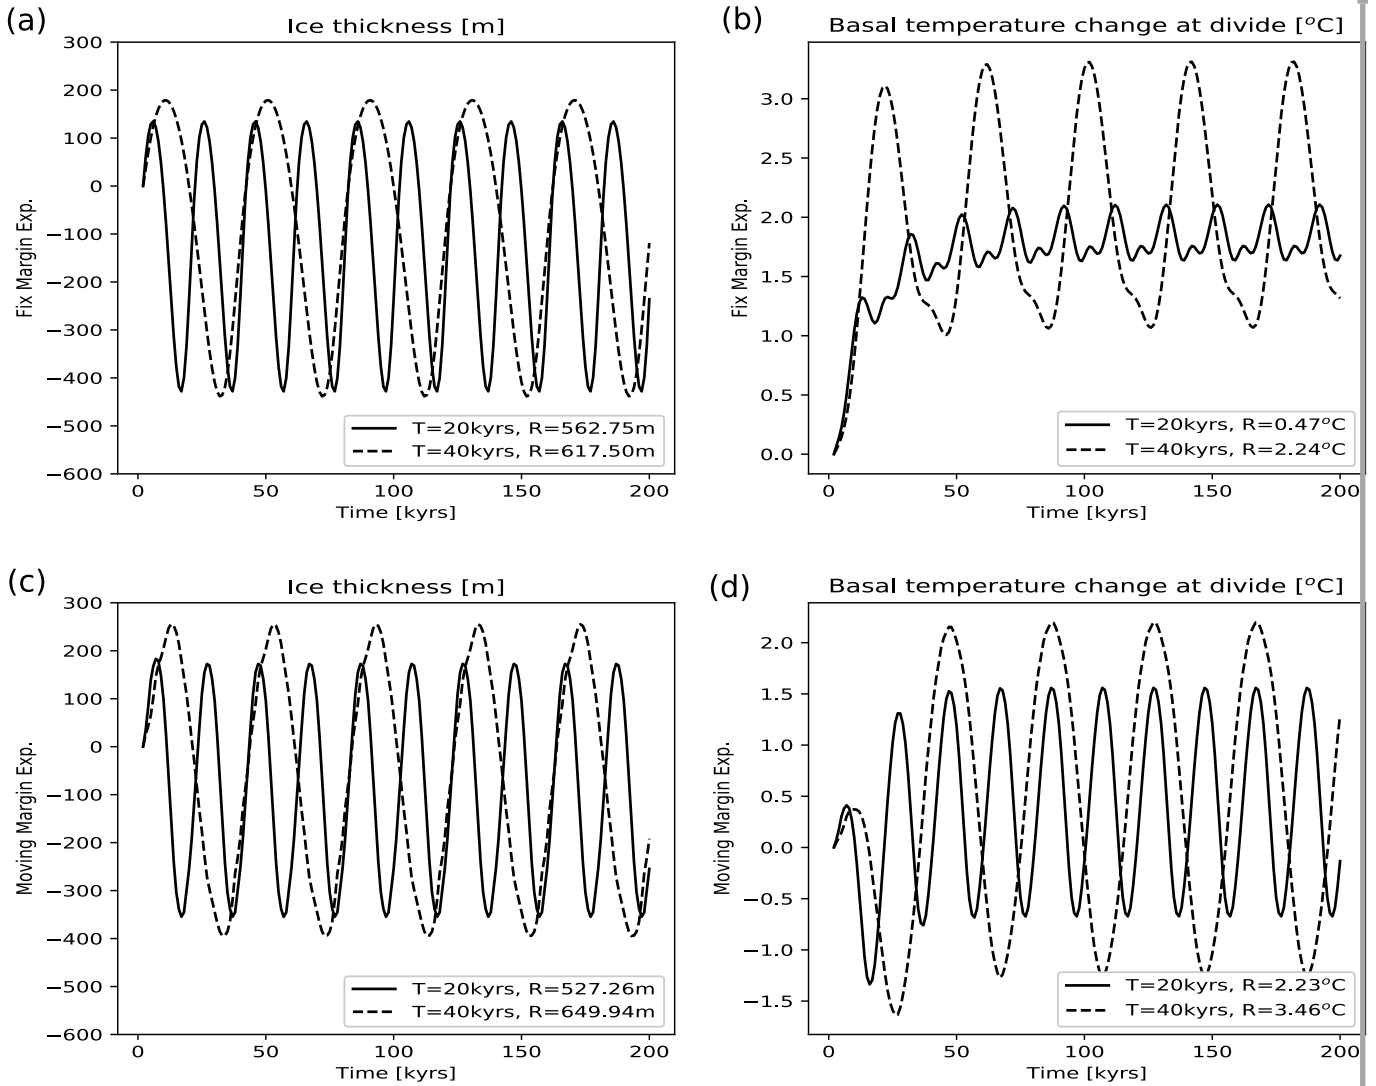 (a)
Ice thickness [m]
300
200
100
0
−100
−200
−300
−400
−500
−600
Fix Margin Exp.
T=20kyrs, R=562.75m
T=40kyrs, R=617.50m
0 50 100 150 200
Time [kyrs]
(b)
Basal temperature change at divide [°C]
3.0
2.5
2.0
1.5
1.0
0.5
0.0
Fix Margin Exp.
T=20kyrs, R=0.47°C
T=40kyrs, R=2.24°C
0 50 100 150 200
Time [kyrs]
(c)
Ice thickness [m]
300
200
100
0
−100
−200
−300
−400
−500
−600
Moving Margin Exp.
T=20kyrs, R=527.26m
T=40kyrs, R=649.94m
0 50 100 150 200
Time [kyrs]
(d)
Basal temperature change at divide [°C]
2.0
1.5
1.0
0.5
0.0
−0.5
−1.0
−1.5
Moving Margin Exp.
T=20kyrs, R=2.23°C
T=40kyrs, R=3.46°C
0 50 100 150 200
Time [kyrs]